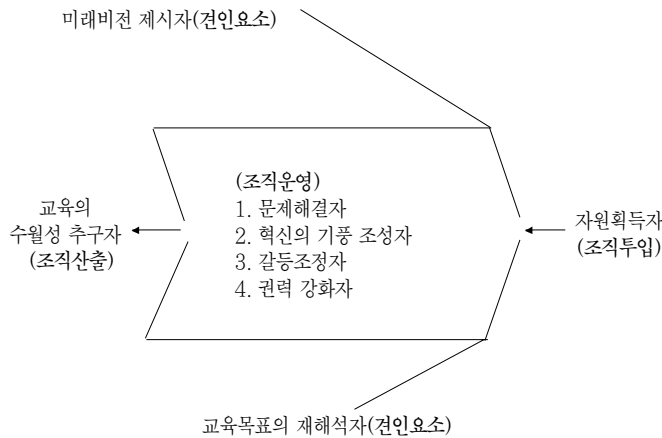 미래비전 제시자(견인요소)
(조직운영)
1. 문제해결자
2. 혁신의 기풍 조성자
3. 갈등조정자
4. 권력 강화자
교육의
수월성 추구자
(조직산출)
자원획득자
(조직투입)
교육목표의 재해석자(견인요소)